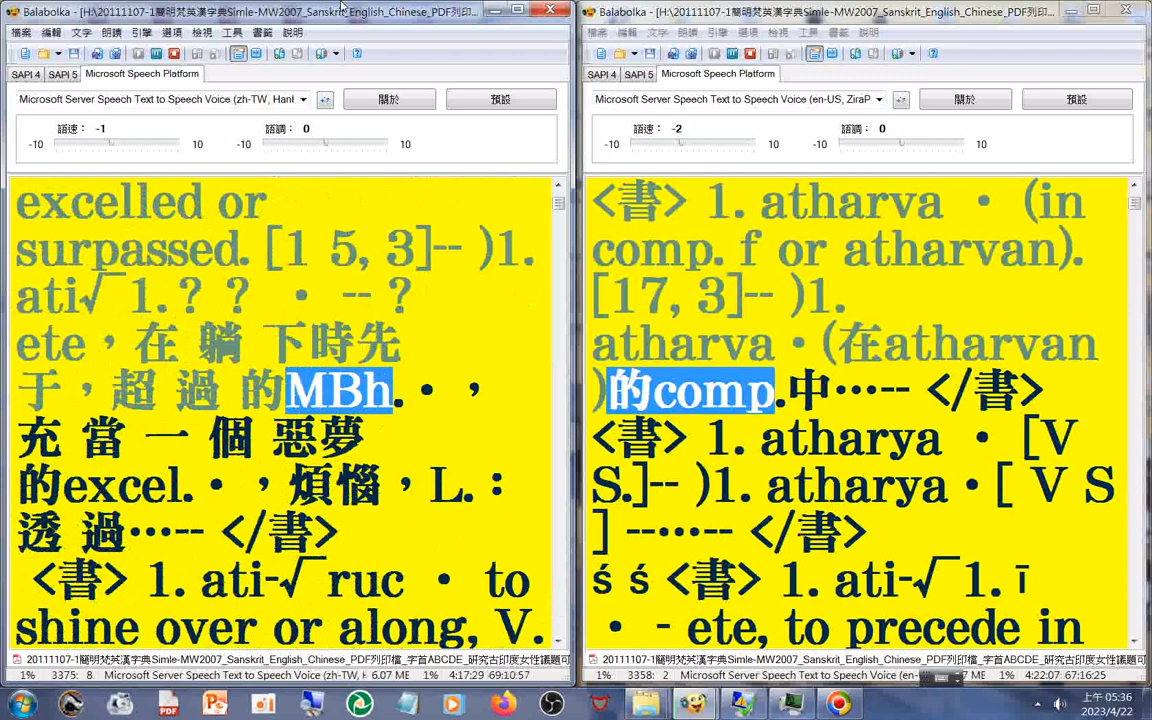 Balabolka - [H:\20111107-1簡明梵英漢字典Simle-MW2007_Sanskrit_English_Chinese_PDF列印...
檔案 編輯 文字 朗讀 引擎 選項 檢視 工具 書籤 說明
SAPI 4 SAPI 5 Microsoft Speech Platform
Microsoft Server Speech Text to Speech Voice (zh-TW, Hanl
關於 預設
語速： -1 語調： 0
-10 10 -10 10
excelled or
surpassed. [1 5, 3]-- )1.
ati√ 1.? ? • -- ?
ete，在 躺 下時先
于，超 過 的MBh.•，
充 當 一 個 惡夢
的excel.•，煩惱，L.：
透 過…-- </書>
<書> 1. ati-√ ruc • to
shine over or along, V.
20111107-1簡明梵英漢字典Simle-MW2007_Sanskrit_English_Chinese_PDF列印檔_字首ABCDE_研究古印度女性議題可
1% 3375: 8. Microsoft Server Speech Text to Speech Voice (zh-TW, 6.07 ME 1% 4:17:29 69:10:57
Balabolka - [H:\20111107-1簡明梵英漢字典Simle-MW2007_Sanskrit_English_Chinese_PDF列印...
檔案 編輯 文字 朗讀 引擎 選項 檢視 工具 書籤 說明
SAPI 4 SAPI 5 Microsoft Speech Platform
Microsoft Server Speech Text to Speech Voice (en-US, ZiraP
關於 預設
語速： -2 語調： 0
-10 10 -10 10
<書> 1. atharva • (in
comp. f or atharvan).
[17, 3]-- )1.
atharva•(在atharvan
)的comp.中…-- </書>
<書> 1. atharya • [V
S.]-- )1. atharya•[ V S
] --…-- </書>
ś ś <書> 1. ati-√ 1. ī
• - ete, to precede in
20111107-1簡明梵英漢字典Simle-MW2007_Sanskrit_English_Chinese_PDF列印檔_字首ABCDE_研究古印度女性議題可
1% 3358: 2 Microsoft Server Speech Text to Speech Voice ME 1% 4:22:07 67:16:25
上午 05:36
2023/4/22